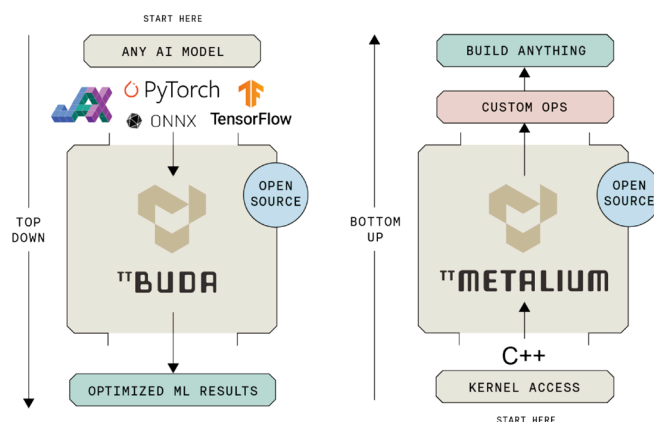 START HERE
ANY AI MODEL
JAX
PyTorch
ONNX
TensorFlow
TOP
DOWN
OPEN
SOURCE
TT BUDA
OPTIMIZED ML RESULTS
BUILD ANYTHING
CUSTOM OPS
BOTTOM
UP
OPEN
SOURCE
TT METALIUM
C++
KERNEL ACCESS
START HERE